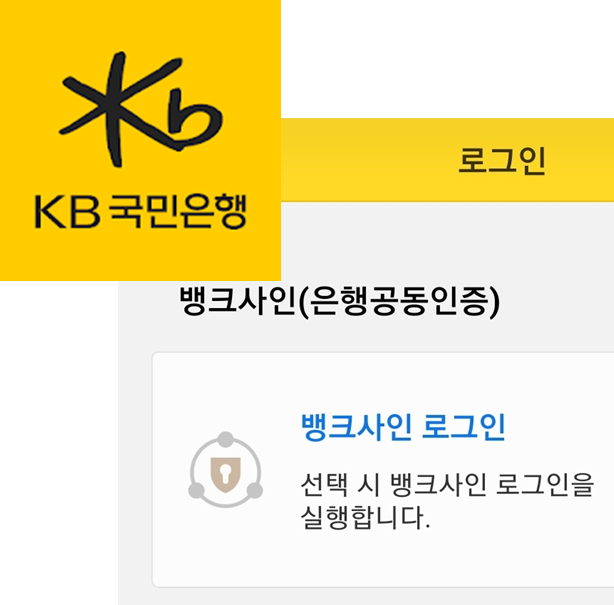 Kb
KB국민은행
로그인
뱅크사인(은행공동인증)
뱅크사인 로그인
선택 시 뱅크사인 로그인을
실행합니다.